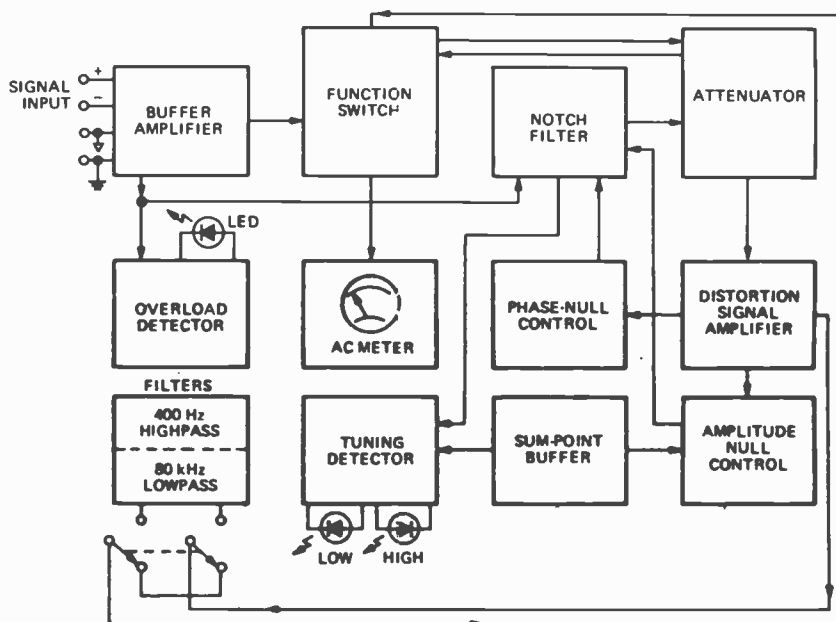 SIGNAL
INPUT
+
−
BUFFER
AMPLIFIER
FUNCTION
SWITCH
NOTCH
FILTER
ATTENUATOR
LED
OVERLOAD
DETECTOR
AC METER
PHASE-NULL
CONTROL
DISTORTION
SIGNAL
AMPLIFIER
FILTERS
400 Hz
HIGHPASS
80 kHz
LOWPASS
TUNING
DETECTOR
SUM-POINT
BUFFER
AMPLITUDE
NULL
CONTROL
LOW
HIGH